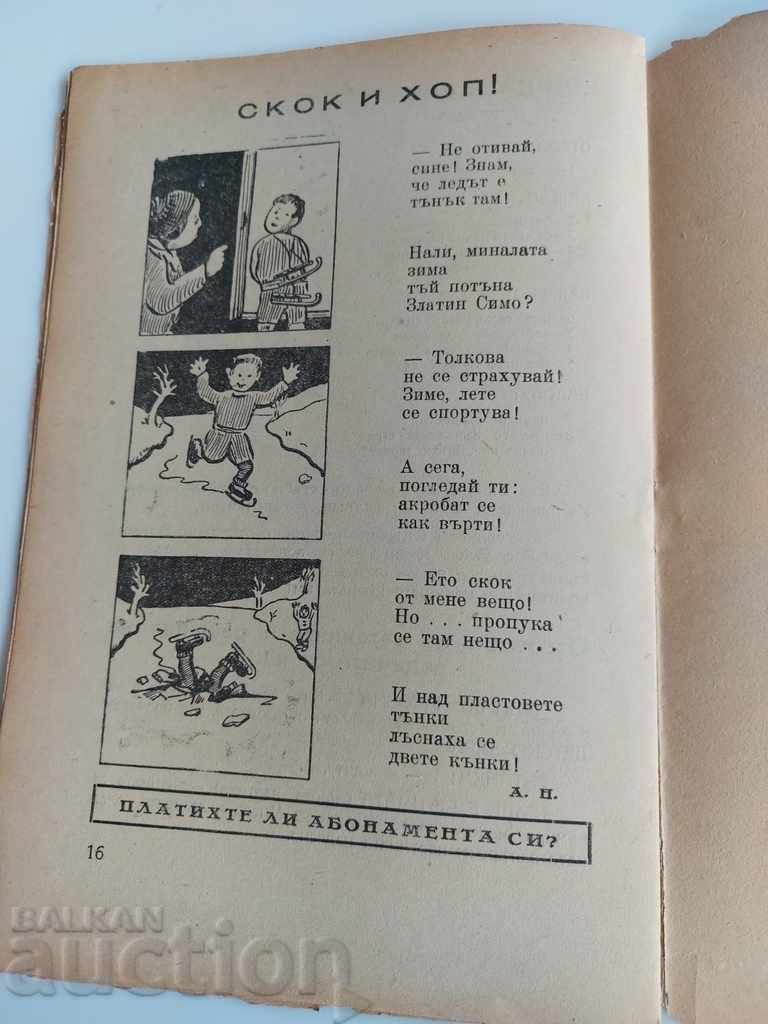 СКОК И ХОП!
— Не отивай,
сине! Знам,
че ледът е
тънък там!
Нали, миналата
зима
тъй потъна
Златин Симо?
— Толкова
не се страхувай!
Зиме, лете
се спортува!
А сега,
погледай ти:
акробат се
как върти!
— Ето скок
от мене вещо!
Но . . . пропука
се там нещо . . .
И над пластовете
тънки
лъснаха се
двете кънки!
А. Н.
ПЛАТИХТЕ ЛИ АБОНАМЕНТА СИ?
16
BALKAN
auction